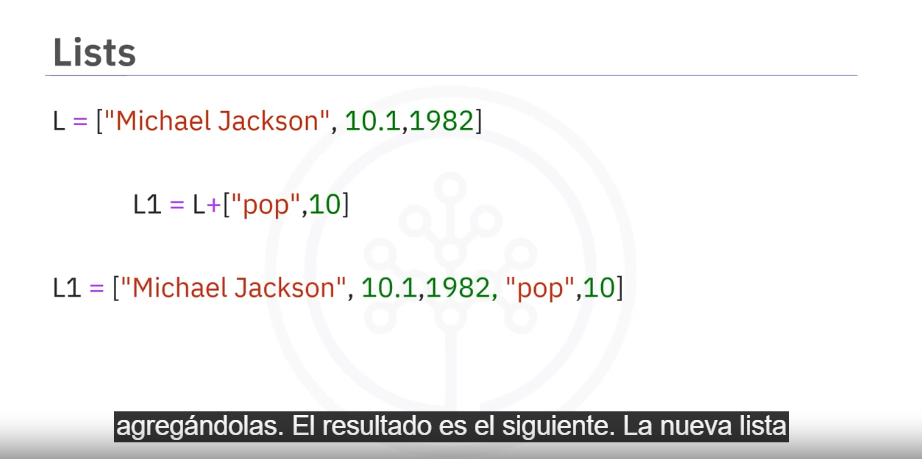 Lists
L = ["Michael Jackson", 10.1,1982]
L1 = L+["pop",10]
L1 = ["Michael Jackson", 10.1,1982, "pop",10]
agregándolas. El resultado es el siguiente. La nueva lista